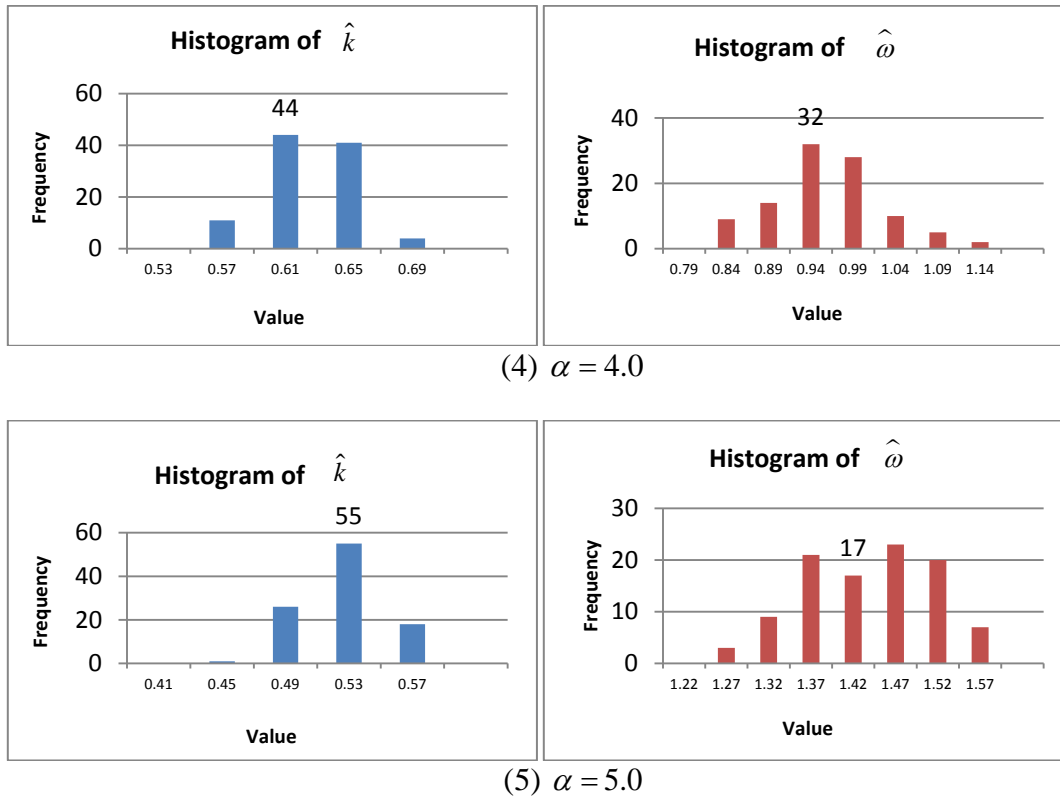 Histogram of k̂
60
40
20
0
Frequency
44
0.53 0.57 0.61 0.65 0.69
Value
Histogram of ω̂
40
20
0
Frequency
32
0.79 0.84 0.89 0.94 0.99 1.04 1.09 1.14
Value
(4) α = 4.0
Histogram of k̂
60
40
20
0
Frequency
55
0.41 0.45 0.49 0.53 0.57
Value
Histogram of ω̂
30
20
10
0
Frequency
17
1.22 1.27 1.32 1.37 1.42 1.47 1.52 1.57
Value
(5) α = 5.0